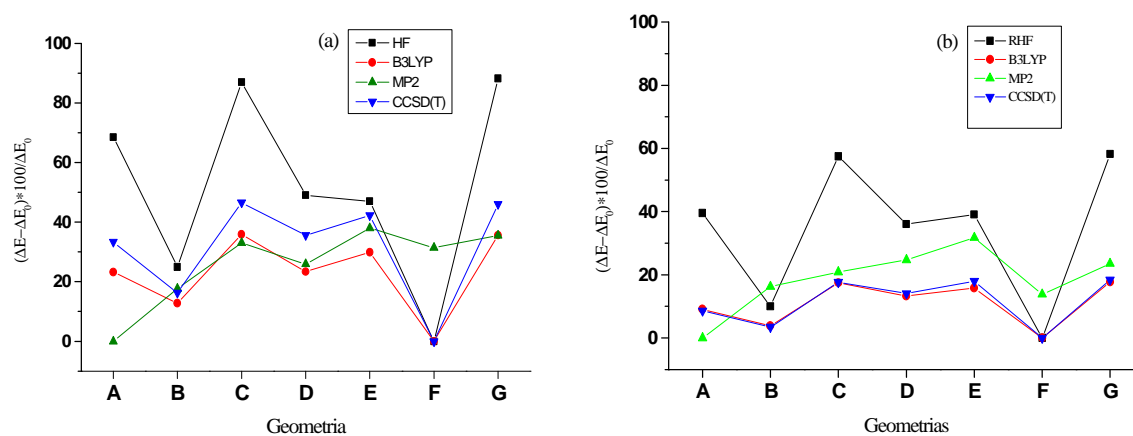 (a)
HF
B3LYP
MP2
CCSD(T)
(ΔE−ΔE₀)*100/ΔE₀
100
80
60
40
20
0
A B C D E F G
Geometria
(b)
RHF
B3LYP
MP2
CCSD(T)
(ΔE−ΔE₀)*100/ΔE₀
100
80
60
40
20
0
A B C D E F G
Geometrias